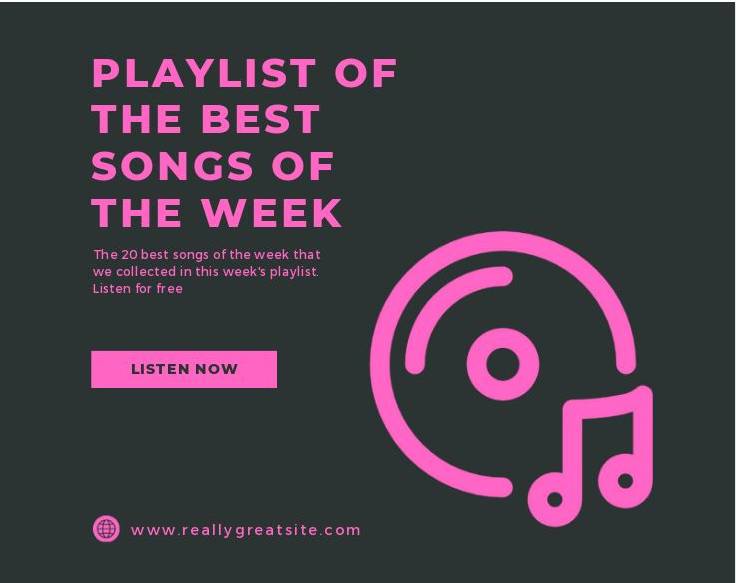 PLAYLIST OF
THE BEST
SONGS OF
THE WEEK
The 20 best songs of the week that
we collected in this week's playlist.
Listen for free
LISTEN NOW
www.reallygreatsite.com